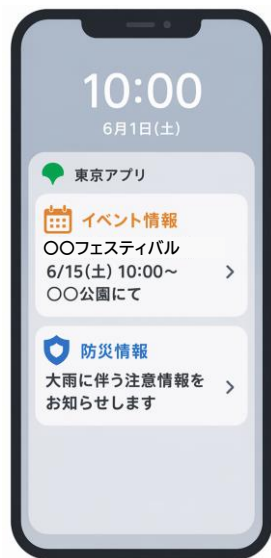 10:00
6月1日(土)
東京アプリ
イベント情報
〇〇フェスティバル
6/15(土) 10:00~
〇〇公園にて
防災情報
大雨に伴う注意情報を
お知らせします